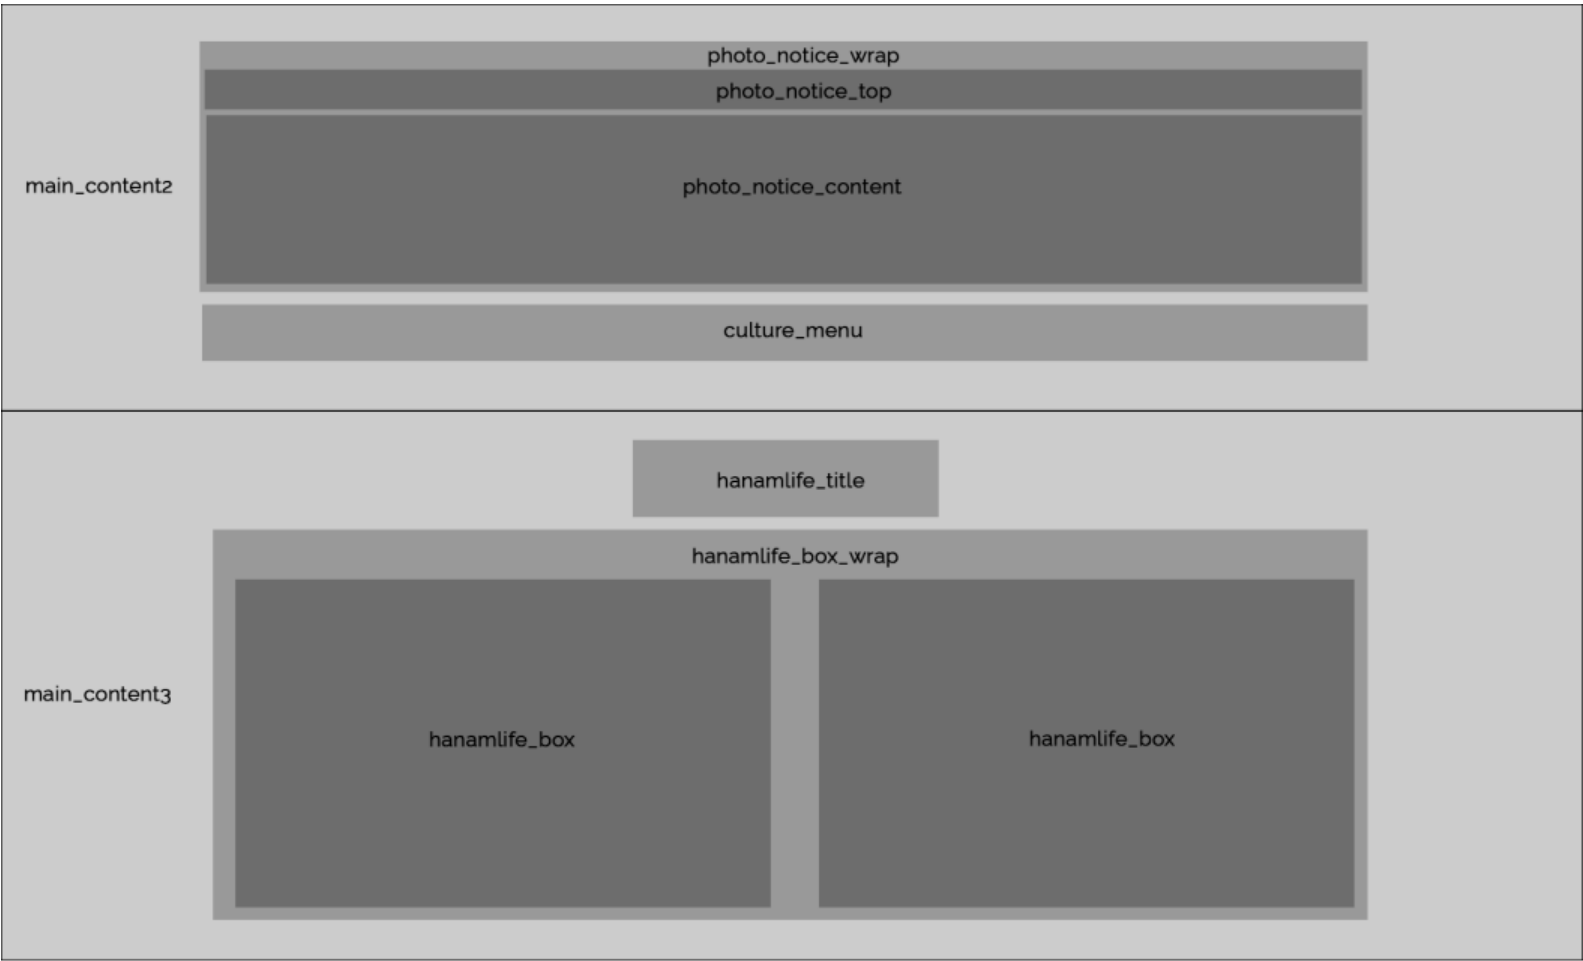 photo_notice_wrap
photo_notice_top
main_content2
photo_notice_content
culture_menu
hanamlife_title
hanamlife_box_wrap
main_content3
hanamlife_box
hanamlife_box